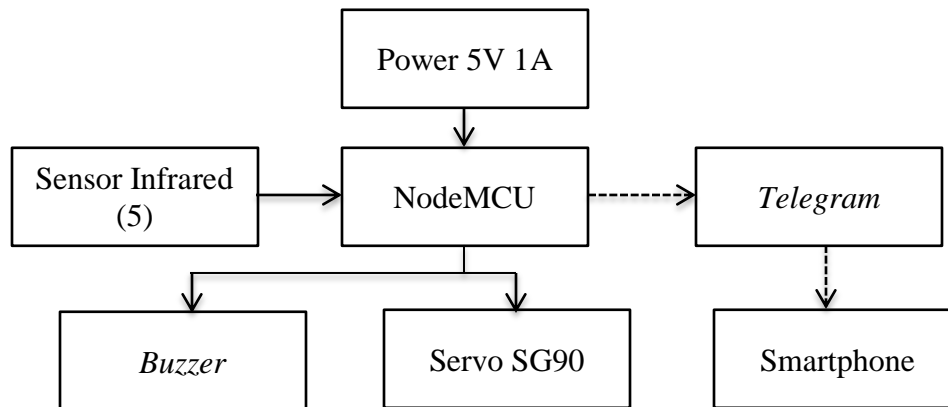 Power 5V 1A
Sensor Infrared
(5)
NodeMCU
Telegram
Buzzer
Servo SG90
Smartphone